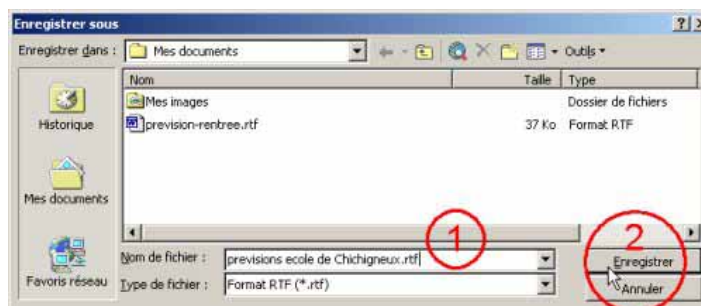 Enregistrer sous
Enregistrer dans : Mes documents Outils
Nom Taille Type
Mes images Dossier de fichiers
prevision-rentree.rtf 37 Ko Format RTF
Historique
Mes documents
Favoris réseau
1
2
Nom de fichier : previsions ecole de Chichigneux.rtf Enregistrer
Type de fichier : Format RTF (*.rtf) Annuler